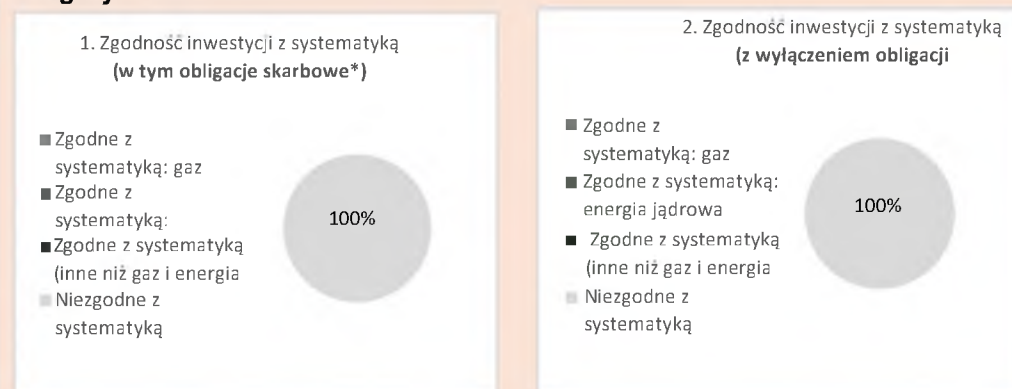 1. Zgodność inwestycji z systematyką
(w tym obligacje skarbowe*)
Zgodne z
systematyką: gaz
Zgodne z
systematyką:
Zgodne z systematyką
(inne niż gaz i energia
Niezgodne z
systematyką
100%
2. Zgodność inwestycji z systematyką
(z wyłączeniem obligacji
Zgodne z
systematyką: gaz
Zgodne z systematyką:
energia jądrowa
Zgodne z systematyką
(inne niż gaz i energia
Niezgodne z
systematyką
100%